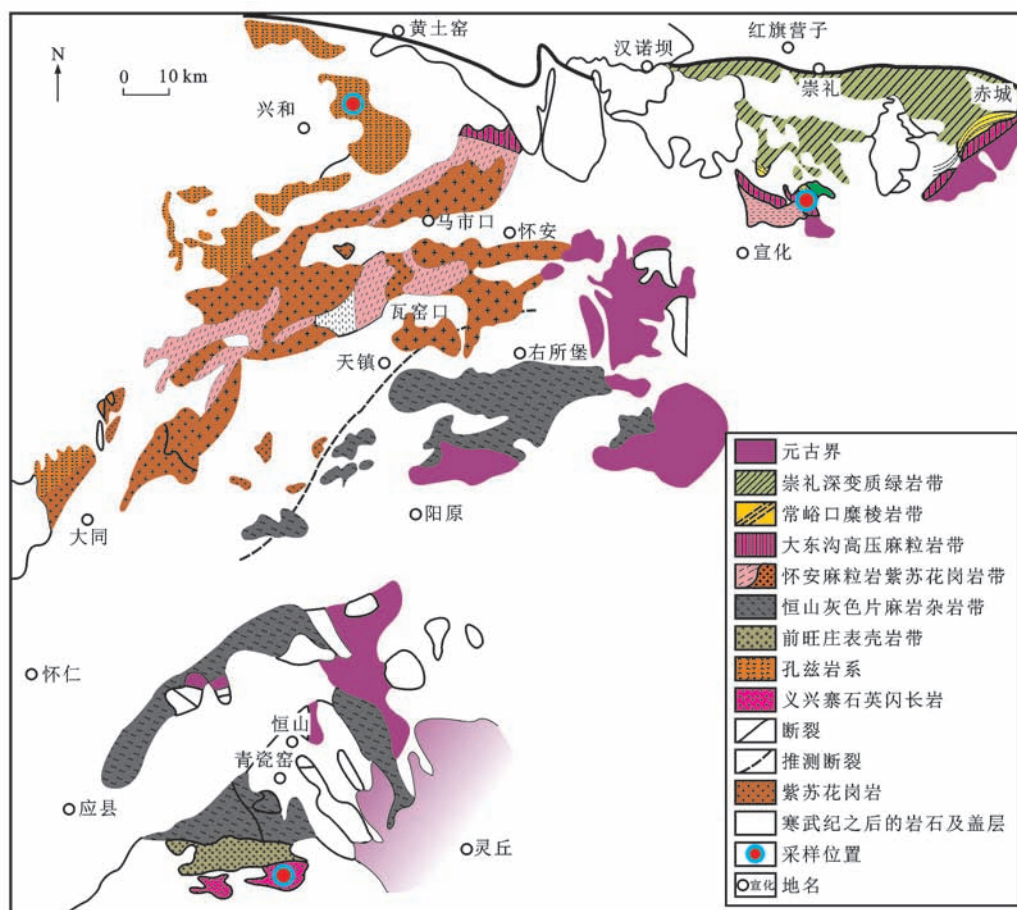 黄土窑
红旗营子
汉诺坝
崇礼
赤城
N
0 10 km
兴和
马市口
怀安
宣化
瓦窑口
天镇
右所堡
阳原
大同
怀仁
恒山
青瓷窑
应县
灵丘
元古界
崇礼深变质绿岩带
常峪口糜棱岩带
大东沟高压麻粒岩带
怀安麻粒岩紫苏花岗岩带
恒山灰色片麻岩杂岩带
前旺庄表壳岩带
孔兹岩系
义兴寨石英闪长岩
断裂
推测断裂
紫苏花岗岩
寒武纪之后的岩石及盖层
采样位置
宣化 地名